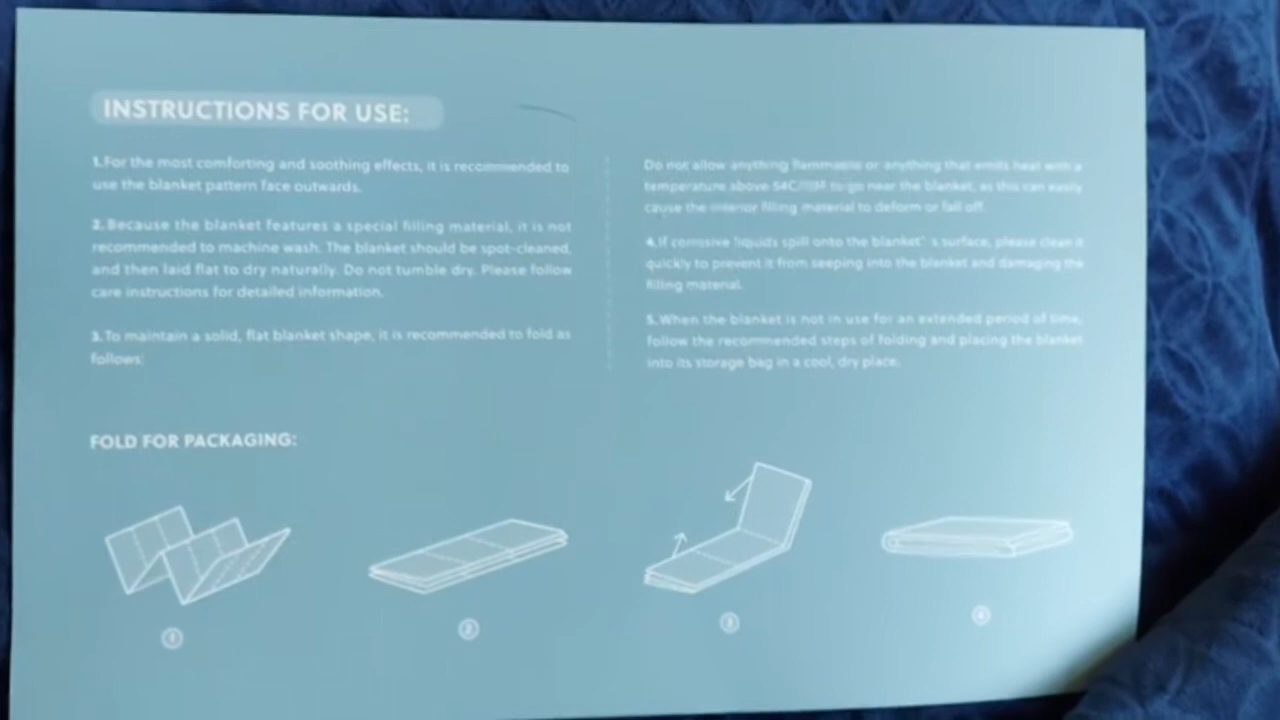 INSTRUCTIONS FOR USE:
1.For the most comforting and soothing effects, it is recommended to
use the blanket pattern face outwards.
2.Because the blanket features a special filling material, it is not
recommended to machine wash. The blanket should be spot-cleaned,
and then laid flat to dry naturally. Do not tumble dry. Please follow
care instructions for detailed information.
3.To maintain a solid, flat blanket shape, it is recommended to fold as
follows:
Do not allow anything flammable or anything that emits heat with a
temperature above to go near the blanket, as this can easily
cause the interior filling material to deform or fall off.
4.If corrosive liquids spill onto the blanket' s surface, please clean it
quickly to prevent it from seeping into the blanket and damaging the
filling material.
5.When the blanket is not in use for an extended period of time,
follow the recommended steps of folding and placing the blanket
into its storage bag in a cool, dry place.
FOLD FOR PACKAGING:
1
2
3
4